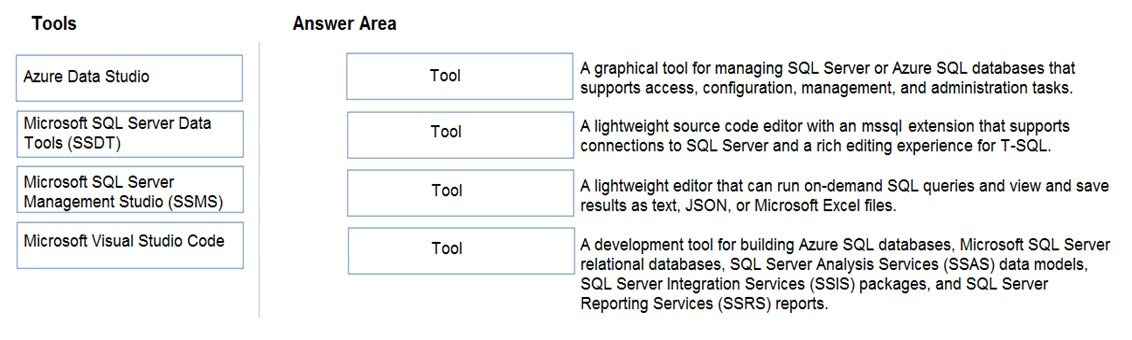 Tools
Answer Area
Azure Data Studio
Microsoft SQL Server Data
Tools (SSDT)
Microsoft SQL Server
Management Studio (SSMS)
Microsoft Visual Studio Code
Tool
A graphical tool for managing SQL Server or Azure SQL databases that
supports access, configuration, management, and administration tasks.
Tool
A lightweight source code editor with an mssql extension that supports
connections to SQL Server and a rich editing experience for T-SQL.
Tool
A lightweight editor that can run on-demand SQL queries and view and save
results as text, JSON, or Microsoft Excel files.
Tool
A development tool for building Azure SQL databases, Microsoft SQL Server
relational databases, SQL Server Analysis Services (SSAS) data models,
SQL Server Integration Services (SSIS) packages, and SQL Server
Reporting Services (SSRS) reports.